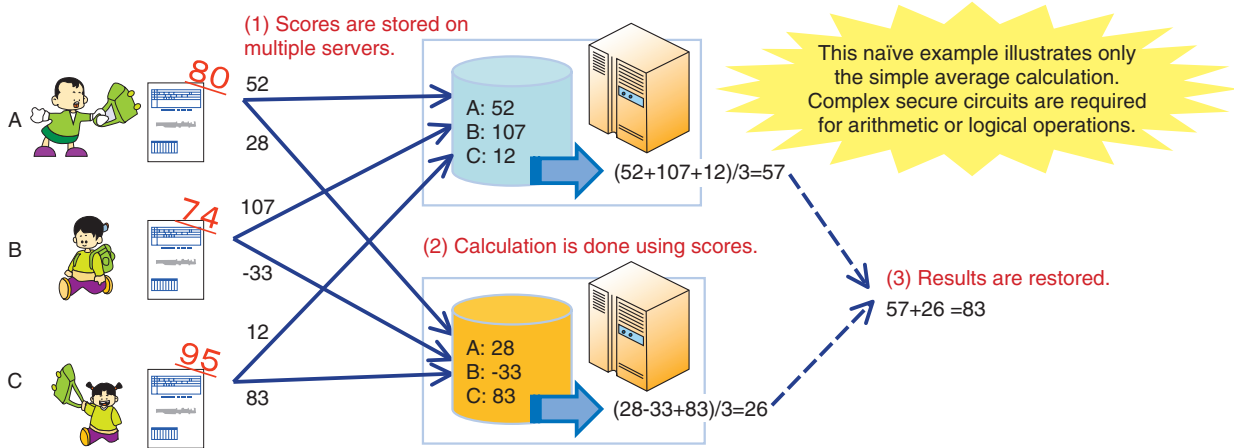 (1) Scores are stored on
multiple servers.
This naïve example illustrates only
the simple average calculation.
Complex secure circuits are required
for arithmetic or logical operations.
A
80
52
28
A: 52
B: 107
C: 12
(52+107+12)/3=57
B
74
107
-33
(2) Calculation is done using scores.
(3) Results are restored.
57+26 =83
C
95
12
83
A: 28
B: -33
C: 83
(28-33+83)/3=26